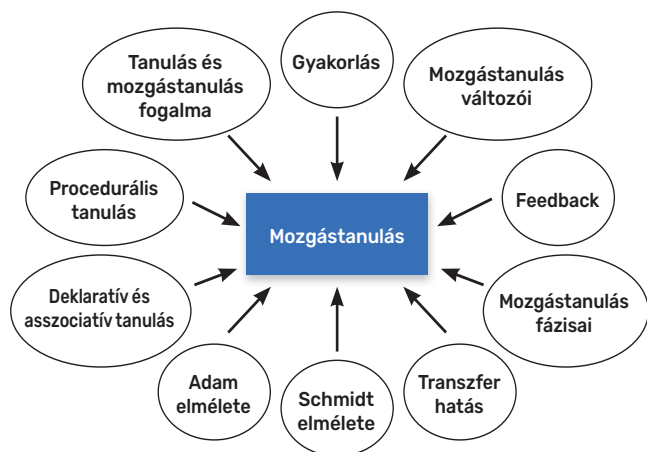 Tanulás és
mozgástanulás
fogalma
Gyakorlás
Mozgástanulás
változói
Procedurális
tanulás
Mozgástanulás
Feedback
Deklaratív és
asszociatív tanulás
Mozgástanulás
fázisai
Adam
elmélete
Schmidt
elmélete
Transzfer
hatás